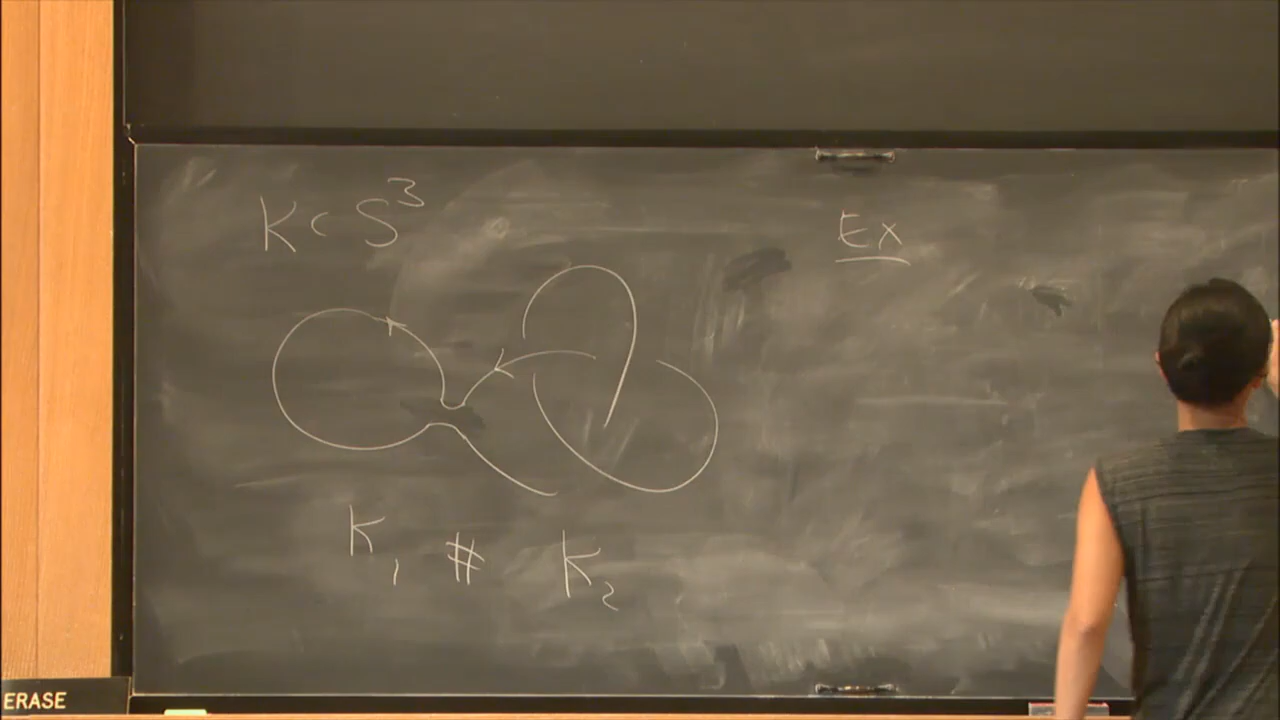 K ⊂ S³
Ex
K₁ # K₂
ERASE